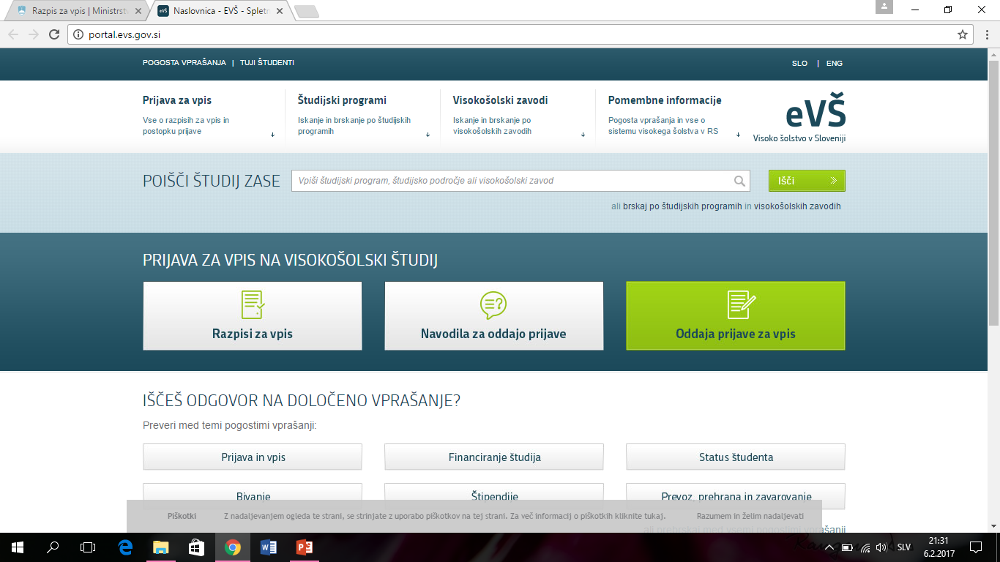 Razpis za vpis | Ministrstv
Naslovnica - EVŠ - Spletn
portal.evs.gov.si
POGOSTA VPRAŠANJA | TUJI ŠTUDENTI
SLO | ENG
Prijava za vpis
Vse o razpisih za vpis in
postopku prijave
Študijski programi
Iskanje in brskanje po študijskih
programih
Visokošolski zavodi
Iskanje in brskanje po
visokošolskih zavodih
Pomembne informacije
Pogosta vprašanja in vse o
sistemu visokega šolstva v RS
eVŠ
Visoko šolstvo v Sloveniji
POIŠČI ŠTUDIJ ZASE
Vpiši študijski program, študijsko področje ali visokošolski zavod
Išči
ali brskaj po študijskih programih in visokošolskih zavodih
PRIJAVA ZA VPIS NA VISOKOŠOLSKI ŠTUDIJ
Razpisi za vpis
Navodila za oddajo prijave
Oddaja prijave za vpis
IŠČEŠ ODGOVOR NA DOLOČENO VPRAŠANJE?
Preveri med temi pogostimi vprašanji:
Prijava in vpis
Financiranje študija
Status študenta
Bivanje
Štipendije
Prevoz, prehrana in zavarovanje
Piškotki
Z nadaljevanjem ogleda te strani, se strinjate z uporabo piškotkov na tej strani. Za več informacij o piškotkih kliknite tukaj.
Razumem in želim nadaljevati
ali prebrskaj med vsemi pogostimi vprašanji
SLV
21:31
6.2.2017